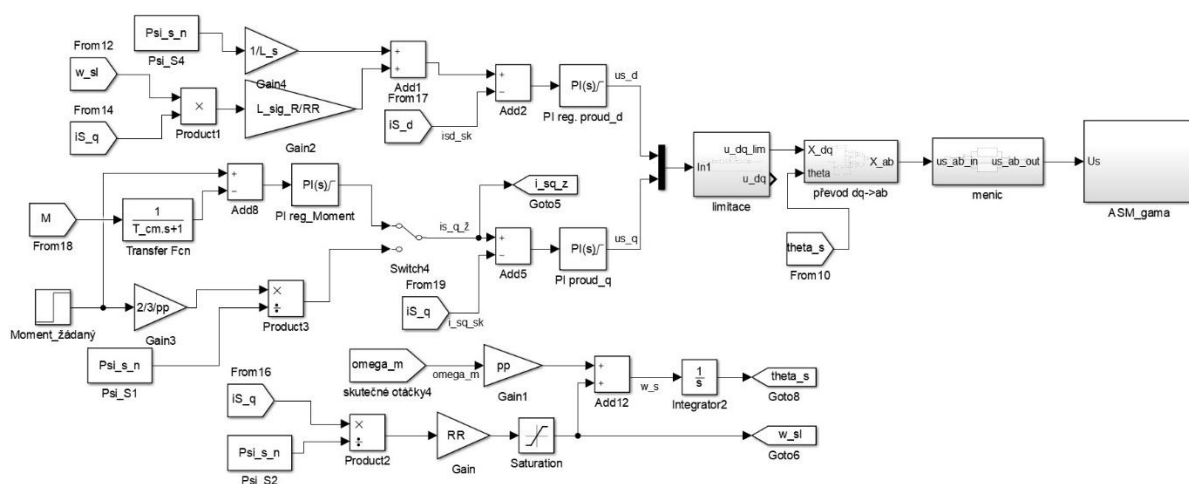 Psi_s_n
Psi_S4
1/L_s
Gain4
From12
w_sl
From14
iS_q
×
Product1
L_sig_R/RR
Gain2
+
+
Add1
From17
iS_d
isd_sk
+
−
Add2
PI(s)
PI reg. proud_d
us_d
In1
u_dq_lim
u_dq
limitace
X_dq
theta
X_ab
převod dq->ab
us_ab_in
us_ab_out
menic
Us
ASM_gama
M
From18
1
T_cm.s+1
Transfer Fcn
+
−
Add8
PI(s)
PI reg_Moment
Switch4
is_q_ž
i_sq_z
Goto5
+
−
Add5
PI(s)
PI proud_q
us_q
From19
iS_q
i_sq_sk
theta_s
From10
Moment_žádaný
2/3/pp
Gain3
×
÷
Product3
Psi_s_n
Psi_S1
omega_m
skutečné otáčky4
omega_m
pp
Gain1
+
+
Add12
w_s
1
s
Integrator2
theta_s
Goto8
From16
iS_q
×
÷
Product2
Psi_s_n
Psi_S2
RR
Gain
Saturation
w_sl
Goto6